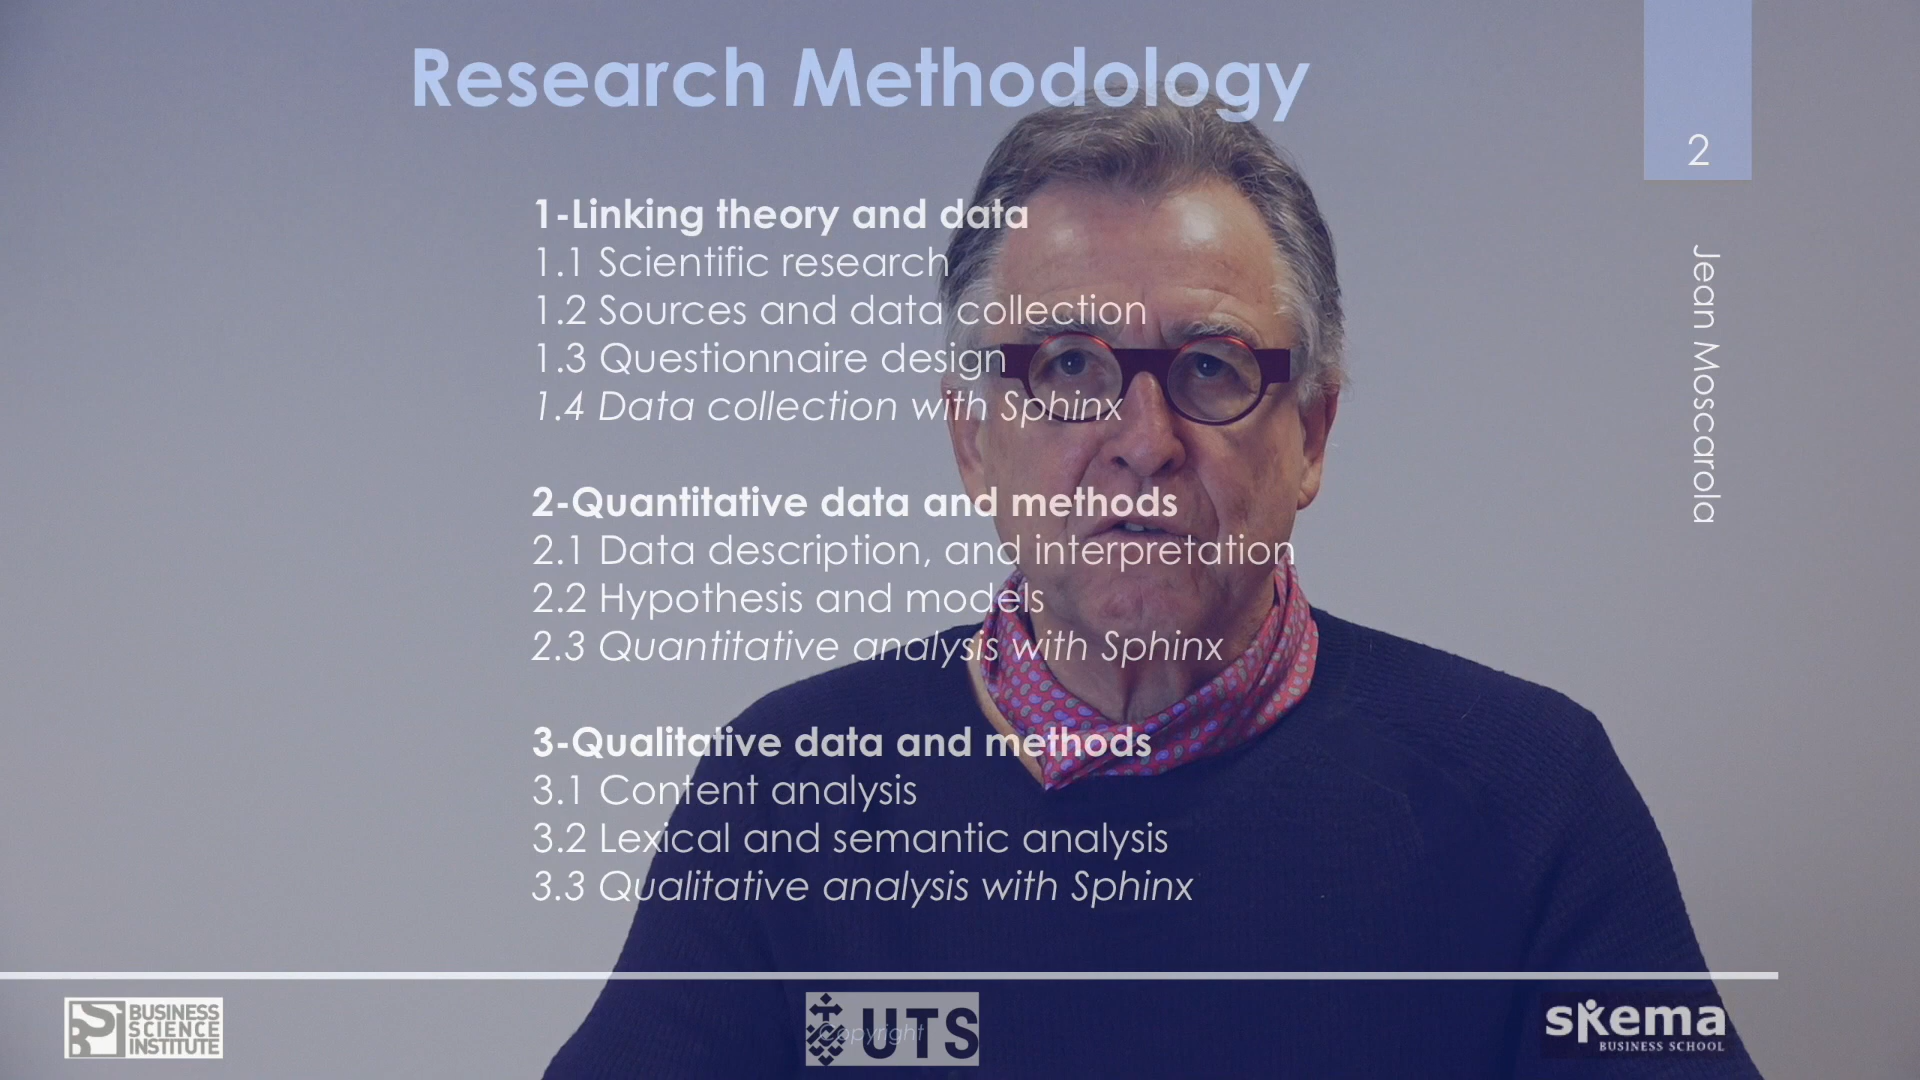 Research Methodology
2
Jean Moscarola
1-Linking theory and data
1.1 Scientific research
1.2 Sources and data collection
1.3 Questionnaire design
1.4 Data collection with Sphinx
2-Quantitative data and methods
2.1 Data description, and interpretation
2.2 Hypothesis and models
2.3 Quantitative analysis with Sphinx
3-Qualitative data and methods
3.1 Content analysis
3.2 Lexical and semantic analysis
3.3 Qualitative analysis with Sphinx
BUSINESS
SCIENCE
INSTITUTE
Copyright
UTS
skema
BUSINESS SCHOOL